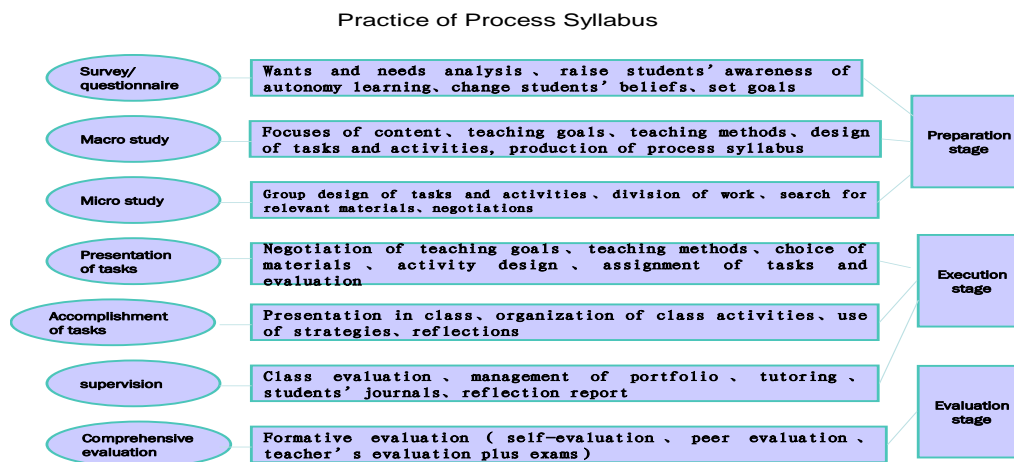 Practice of Process Syllabus
Survey/
questionnaire
Wants and needs analysis、raise students’ awareness of
autonomy learning、change students’ beliefs、set goals
Macro study
Focuses of content、teaching goals、teaching methods、design
of tasks and activities, production of process syllabus
Preparation
stage
Micro study
Group design of tasks and activities、division of work、search for
relevant materials、negotiations
Presentation
of tasks
Negotiation of teaching goals、teaching methods、choice of
materials、activity design、assignment of tasks and
evaluation
Execution
stage
Accomplishment
of tasks
Presentation in class、organization of class activities、use
of strategies、reflections
supervision
Class evaluation、management of portfolio、tutoring、
students’ journals、reflection report
Evaluation
stage
Comprehensive
evaluation
Formative evaluation（self—evaluation、peer evaluation、
teacher’s evaluation plus exams）